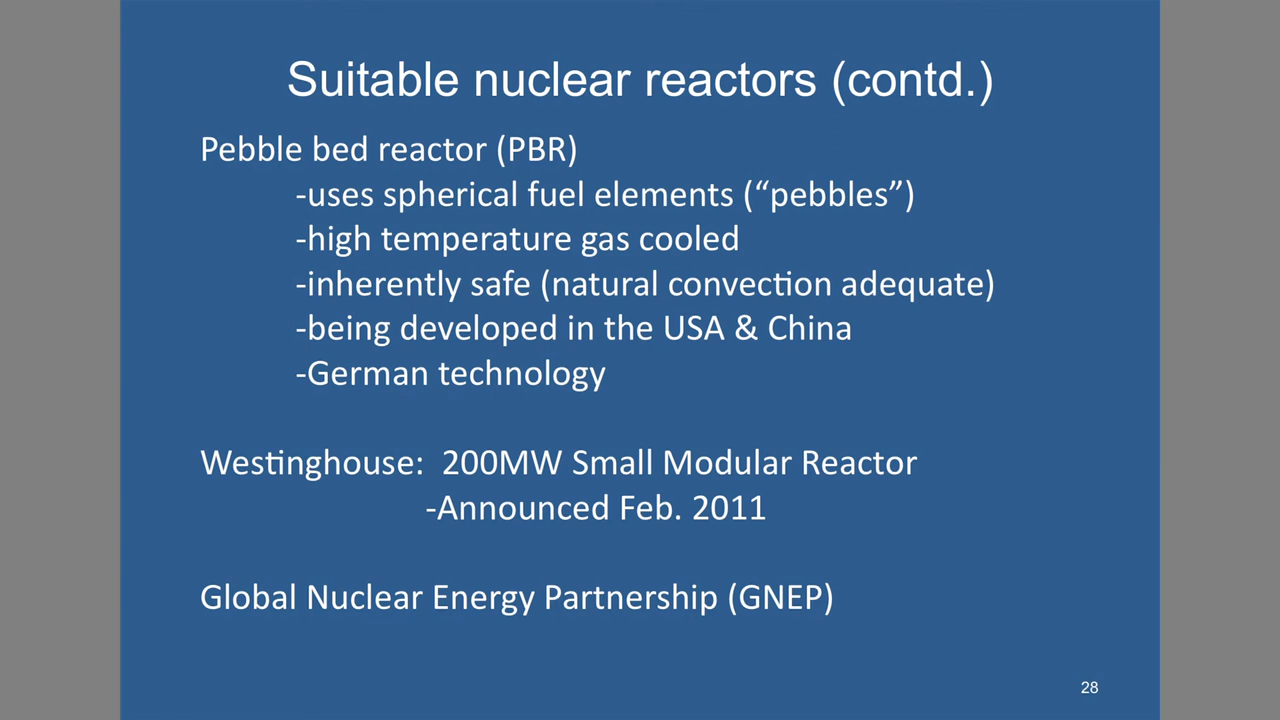 Suitable nuclear reactors (contd.)
Pebble bed reactor (PBR)
-uses spherical fuel elements (“pebbles”)
-high temperature gas cooled
-inherently safe (natural convection adequate)
-being developed in the USA & China
-German technology
Westinghouse: 200MW Small Modular Reactor
-Announced Feb. 2011
Global Nuclear Energy Partnership (GNEP)
28